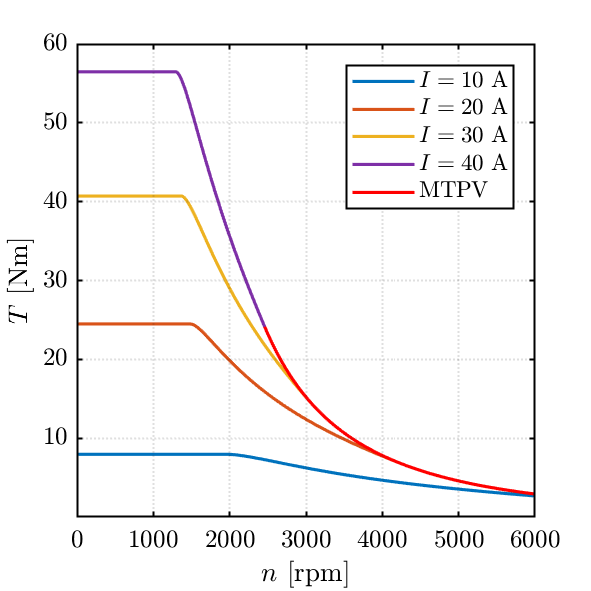 60
50
40
30
20
10
T [Nm]
I = 10 A
I = 20 A
I = 30 A
I = 40 A
MTPV
0 1000 2000 3000 4000 5000 6000
n [rpm]